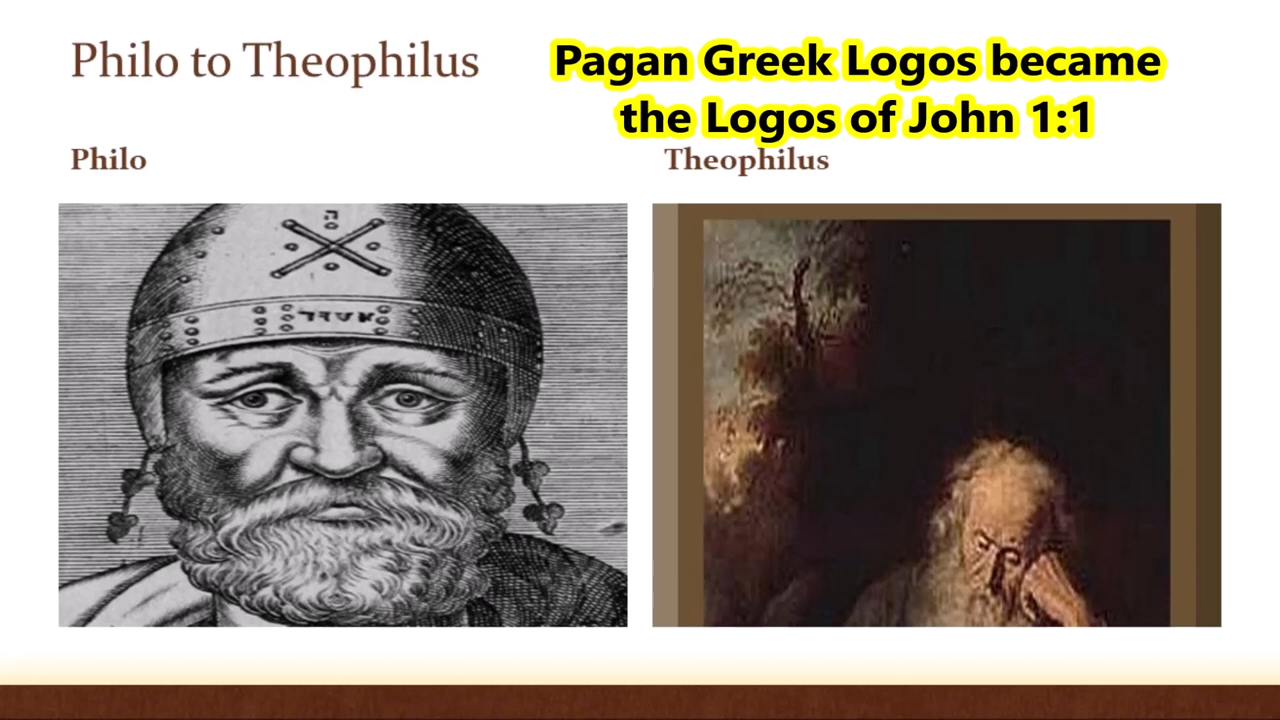 Philo to Theophilus
Pagan Greek Logos became
the Logos of John 1:1
Philo
Theophilus
ה